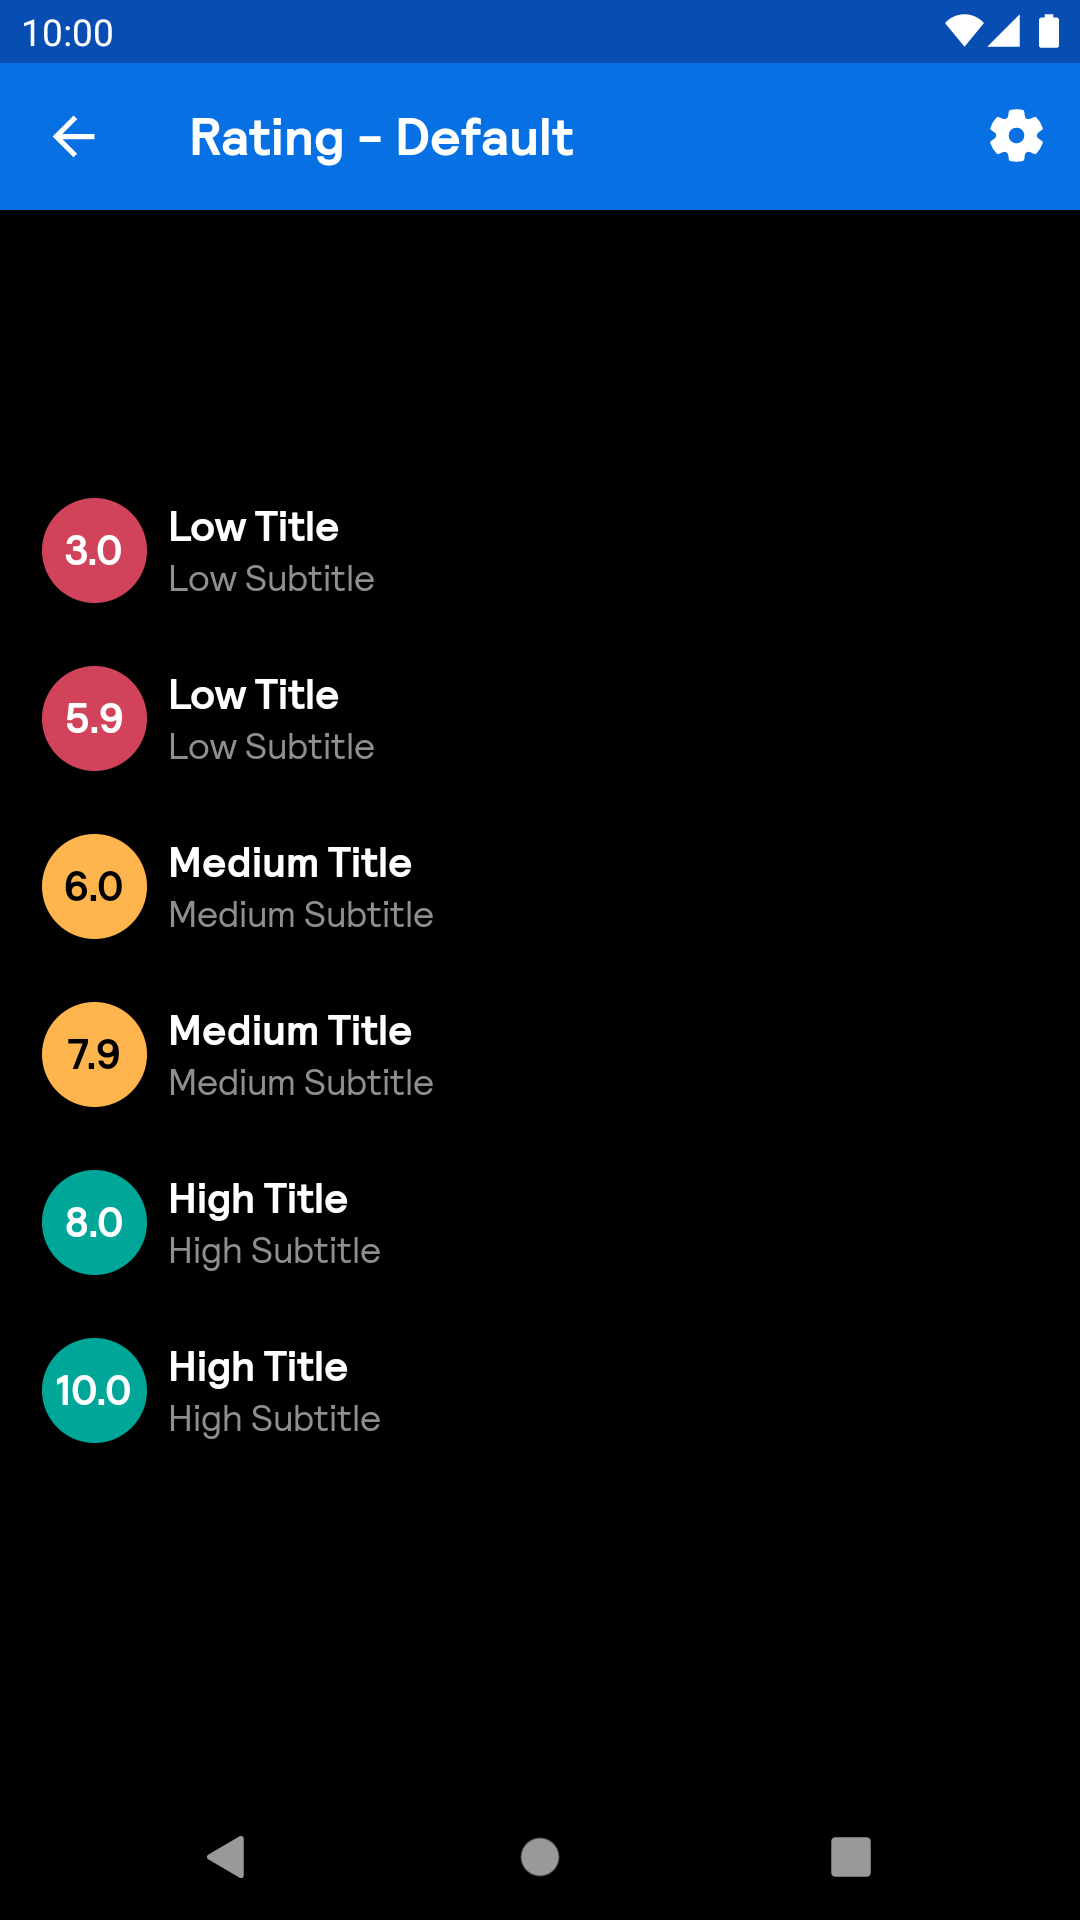 10:00
Rating - Default
3.0
Low Title
Low Subtitle
5.9
Low Title
Low Subtitle
6.0
Medium Title
Medium Subtitle
7.9
Medium Title
Medium Subtitle
8.0
High Title
High Subtitle
10.0
High Title
High Subtitle